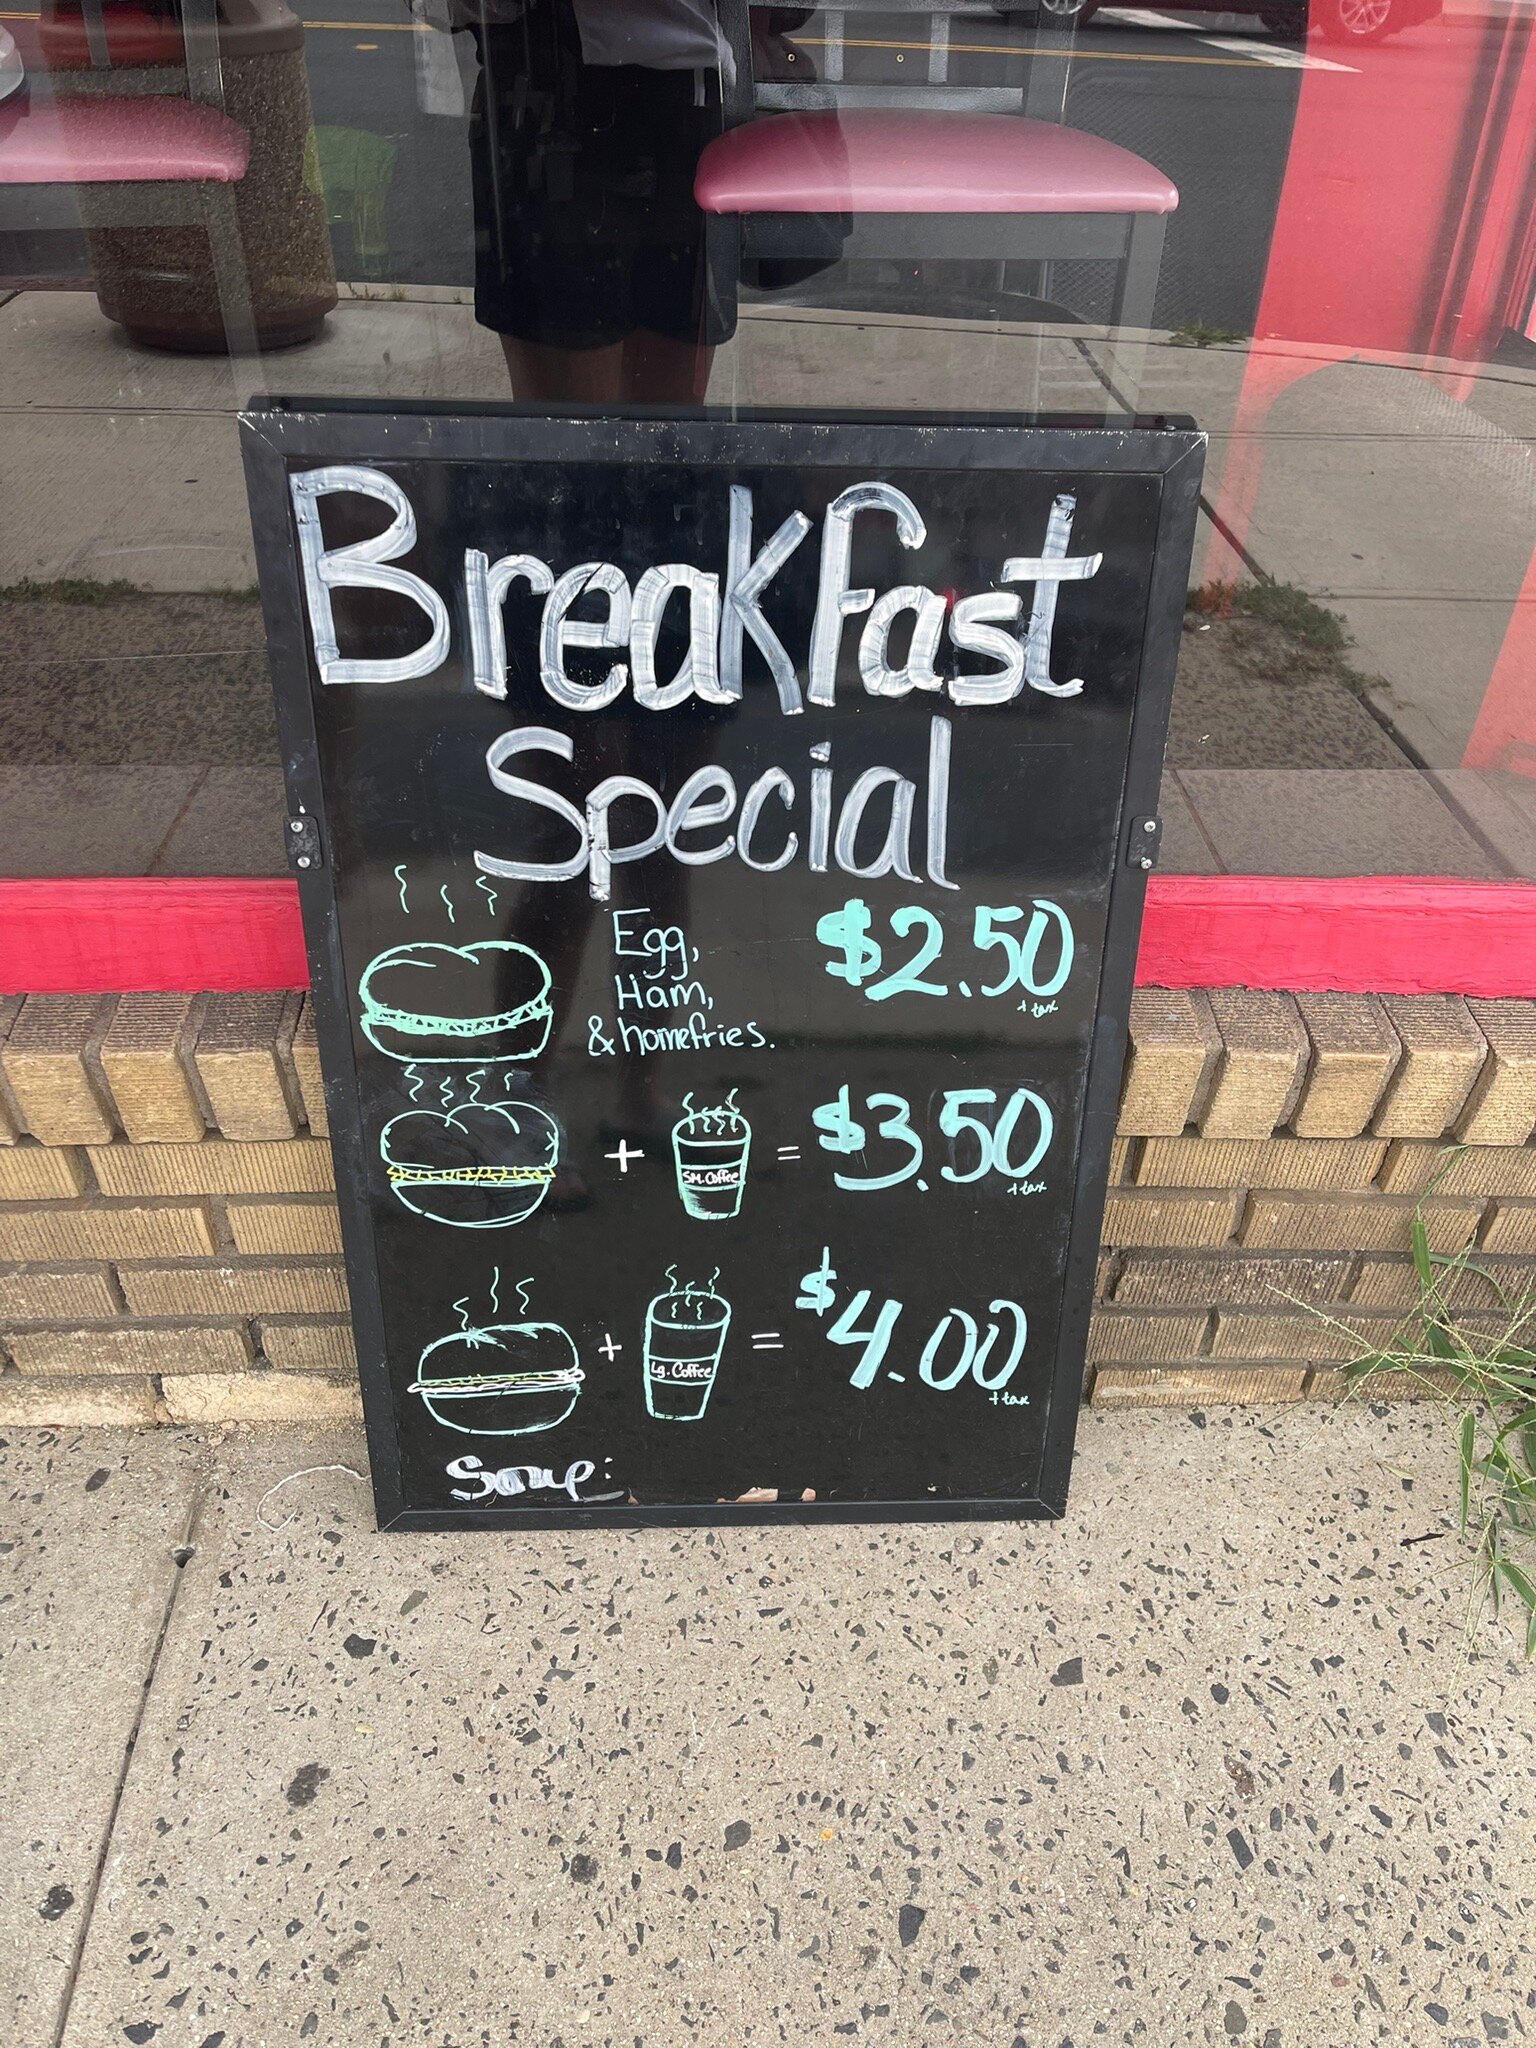 Breakfast
Special
Egg,
Ham,
& homefries.
$2.50
+ tax
+
SM. Coffee
= $3.50
+ tax
+
Lg. Coffee
= $4.00
+ tax
Soup: